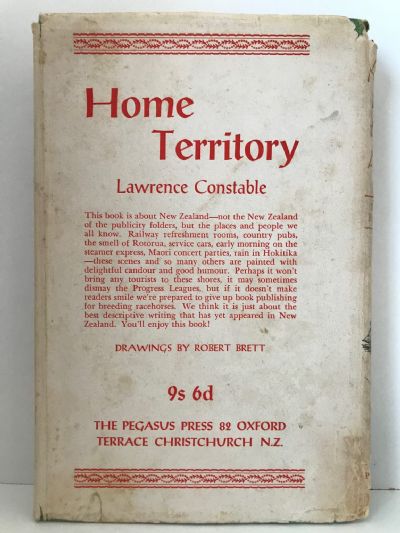 Home
Territory
Lawrence Constable
This book is about New Zealand—not the New Zealand
of the publicity folders, but the places and people we
all know. Railway refreshment rooms, country pubs,
the smell of Rotorua, service cars, early morning on the
steamer express, Maori concert parties, rain in Hokitika
—these scenes and so many others are painted with
delightful candour and good humour. Perhaps it won't
bring any tourists to these shores, it may sometimes
dismay the Progress Leagues, but if it doesn't make
readers smile we're prepared to give up book publishing
for breeding racehorses. We think it is just about the
best descriptive writing that has yet appeared in New
Zealand. You'll enjoy this book!
DRAWINGS BY ROBERT BRETT
9s 6d
THE PEGASUS PRESS 82 OXFORD
TERRACE CHRISTCHURCH N.Z.
P